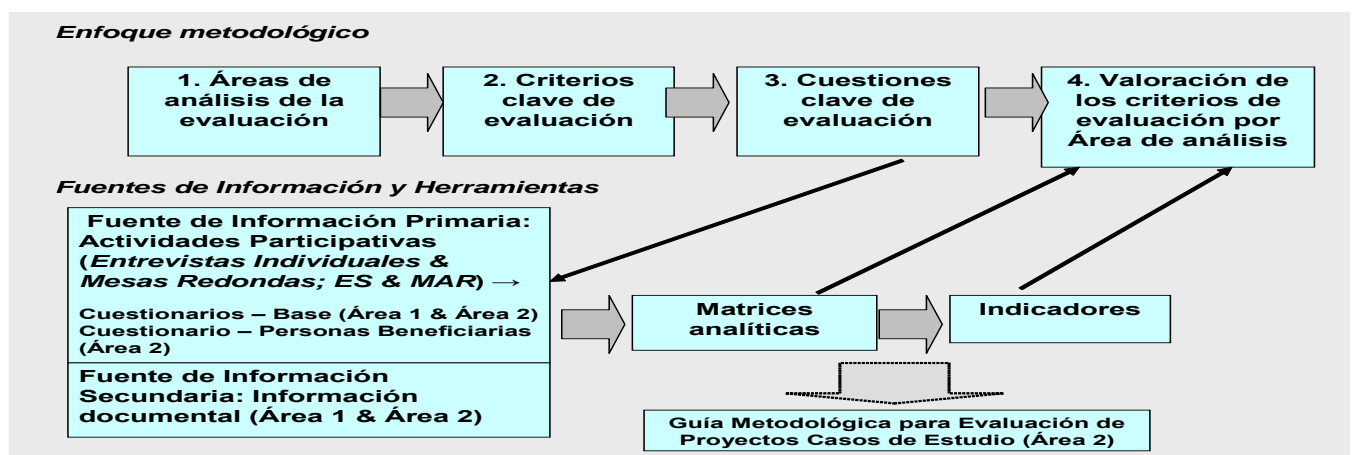 Enfoque metodológico
1. Áreas de
análisis de la
evaluación
2. Criterios
clave de
evaluación
3. Cuestiones
clave de
evaluación
4. Valoración de
los criterios de
evaluación por
Área de análisis
Fuentes de Información y Herramientas
Fuente de Información Primaria:
Actividades Participativas
(Entrevistas Individuales &
Mesas Redondas; ES & MAR) →
Cuestionarios – Base (Área 1 & Área 2)
Cuestionario – Personas Beneficiarias
(Área 2)
Fuente de Información
Secundaria: Información
documental (Área 1 & Área 2)
Matrices
analíticas
Indicadores
Guía Metodológica para Evaluación de
Proyectos Casos de Estudio (Área 2)